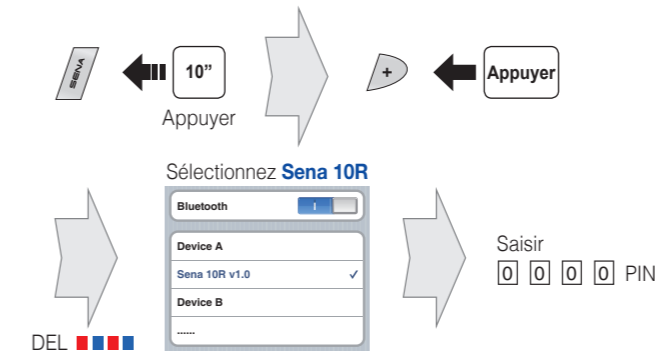 SENA
10"
Appuyer
+
Appuyer
Sélectionnez Sena 10R
Bluetooth
I
Device A
Sena 10R v1.0 ✓
Device B
......
Saisir
0 0 0 0 PIN
DEL